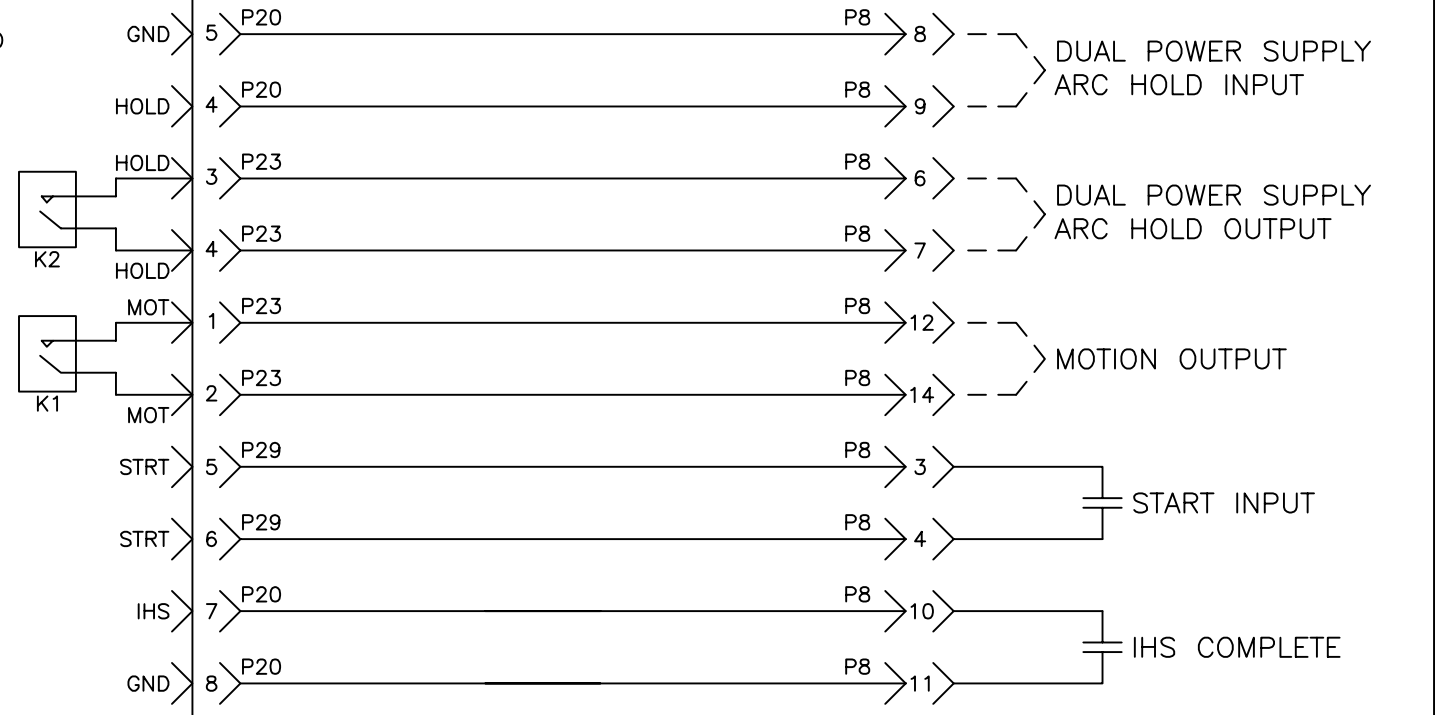 GND 5 P20 P8 8
DUAL POWER SUPPLY
ARC HOLD INPUT
HOLD 4 P20 P8 9
HOLD 3 P23 P8 6
DUAL POWER SUPPLY
ARC HOLD OUTPUT
K2
HOLD 4 P23 P8 7
MOT 1 P23 P8 12
MOTION OUTPUT
K1
MOT 2 P23 P8 14
STRT 5 P29 P8 3
START INPUT
STRT 6 P29 P8 4
IHS 7 P20 P8 10
IHS COMPLETE
GND 8 P20 P8 11